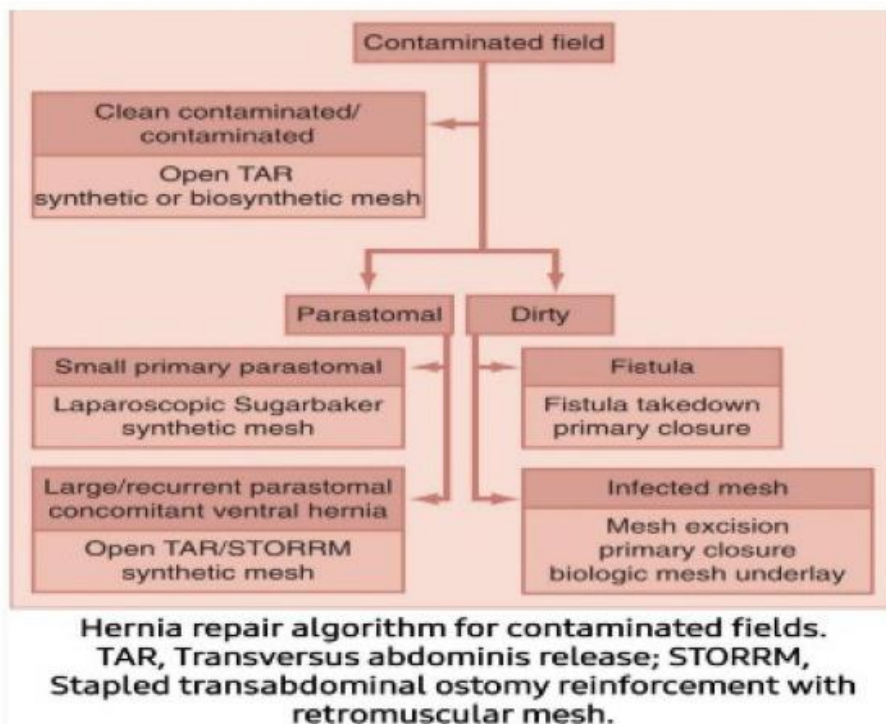 Contaminated field
Clean contaminated/
contaminated
Open TAR
synthetic or biosynthetic mesh
Parastomal
Dirty
Small primary parastomal
Laparoscopic Sugarbaker
synthetic mesh
Fistula
Fistula takedown
primary closure
Large/recurrent parastomal
concomitant ventral hernia
Open TAR/STORRM
synthetic mesh
Infected mesh
Mesh excision
primary closure
biologic mesh underlay
Hernia repair algorithm for contaminated fields.
TAR, Transversus abdominis release; STORRM,
Stapled transabdominal ostomy reinforcement with
retromuscular mesh.